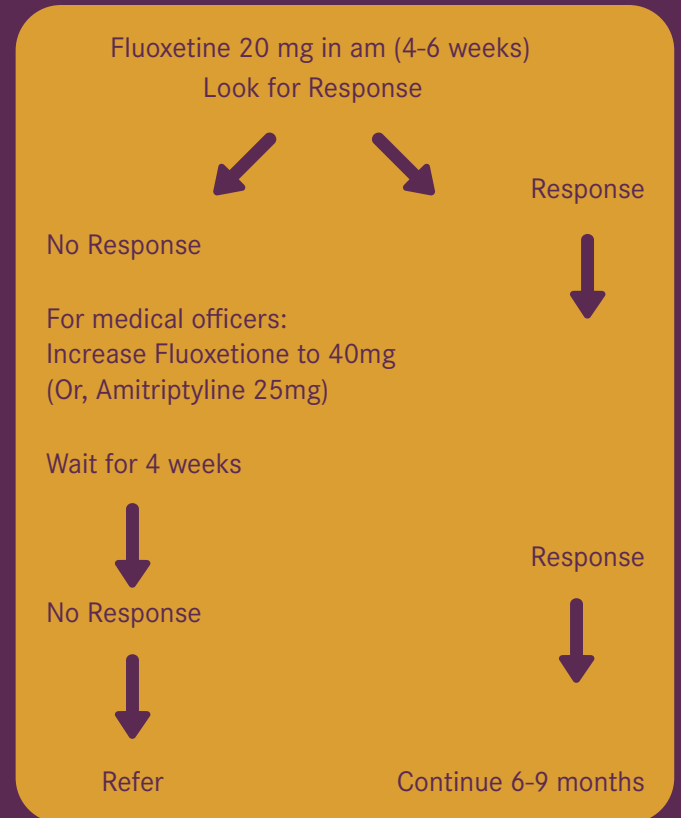 Fluoxetine 20 mg in am (4-6 weeks)
Look for Response
Response
No Response
For medical officers:
Increase Fluoxetione to 40mg
(Or, Amitriptyline 25mg)
Wait for 4 weeks
Response
No Response
Refer
Continue 6-9 months